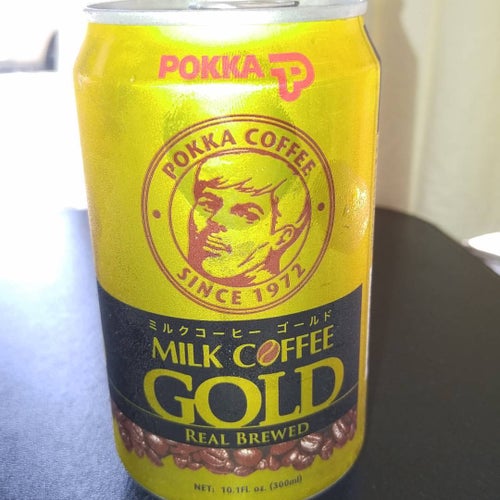 POKKA P
POKKA COFFEE
SINCE 1972
ミルクコーヒー ゴールド
MILK COFFEE
GOLD
REAL BREWED
NET: 10.1FL oz. (300ml)